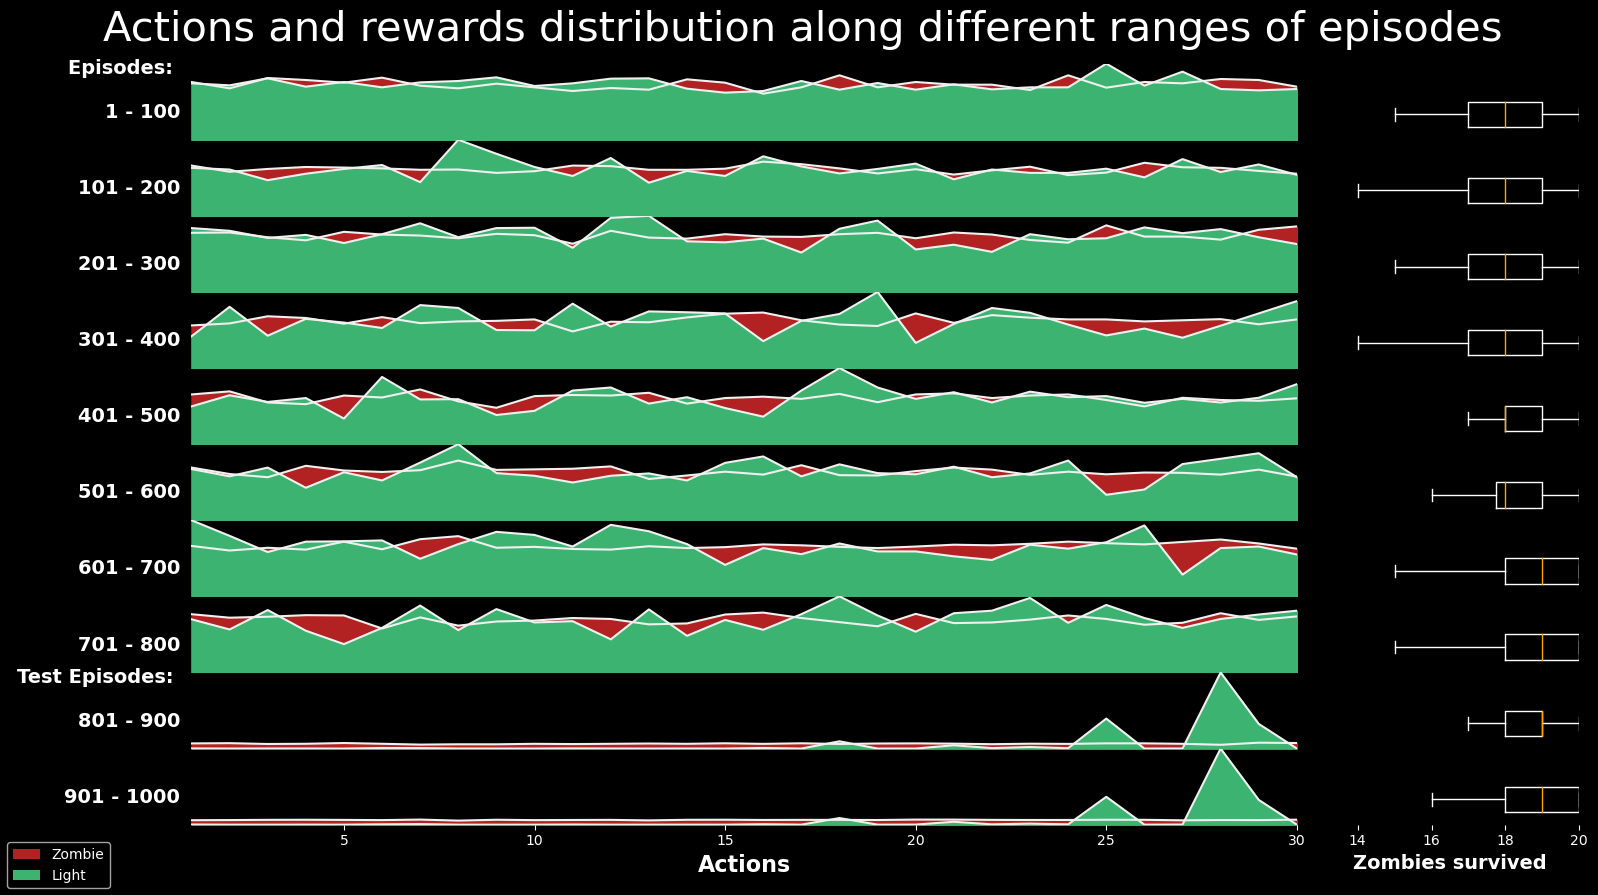 Actions and rewards distribution along different ranges of episodes
Episodes:
1 - 100
101 - 200
201 - 300
301 - 400
401 - 500
501 - 600
601 - 700
701 - 800
Test Episodes:
801 - 900
901 - 1000
5 10 15 20 25 30
14 16 18 20
Actions
Zombies survived
Zombie
Light